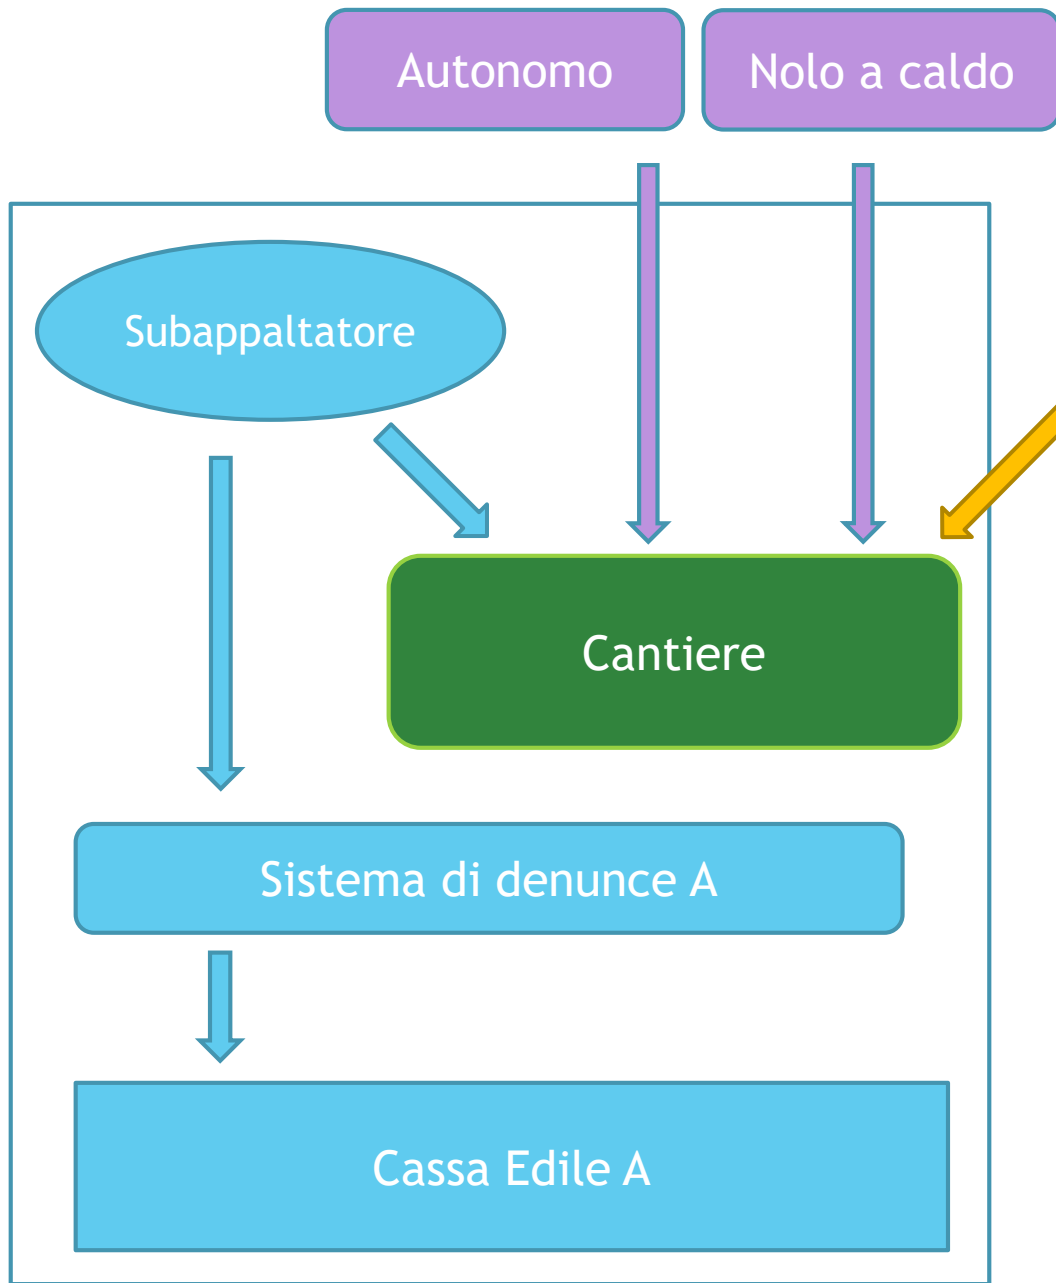 Autonomo
Nolo a caldo
Subappaltatore
Cantiere
Sistema di denunce A
Cassa Edile A